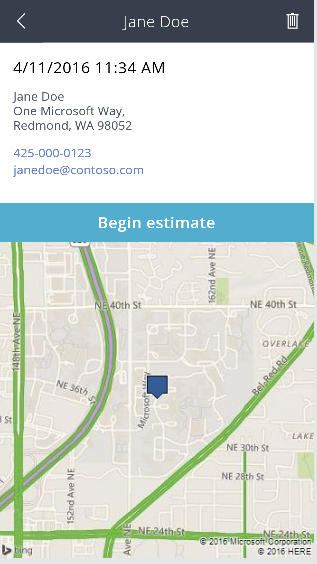 Jane Doe
4/11/2016 11:34 AM
Jane Doe
One Microsoft Way,
Redmond, WA 98052
425-000-0123
janedoe@contoso.com
Begin estimate
162nd Ave NE
NE 40th St
NE 40th St
148th Ave NE
OVERLAKE
Bel-Red Rd
NE 36th St
Microsoft Way
St
LAKE
NE 30th St
NE 28th St
152nd Ave NE
NE 24th St
NE 24th St
Ave NE
© 2016 Microsoft Corporation
bing
© 2016 HERE